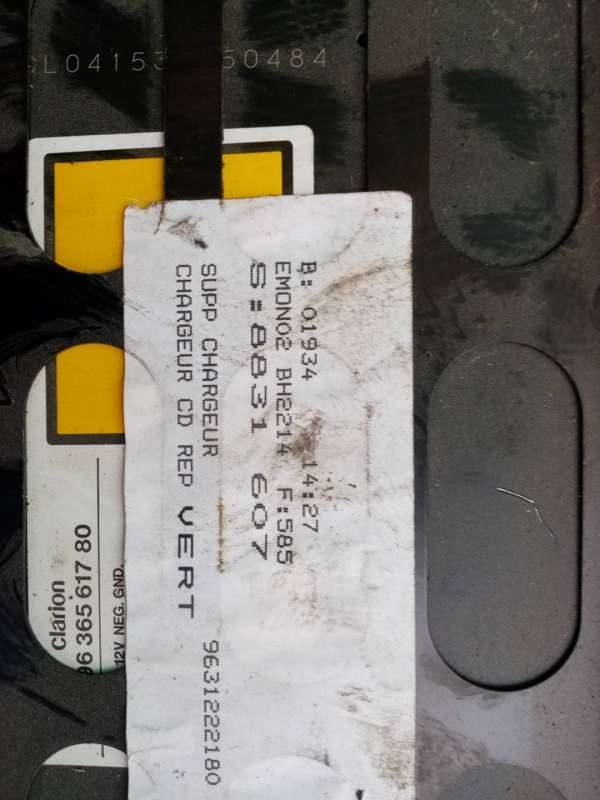 L04153 50484
B: 01934 14:27
EMON02 BH2214 F:585
S:8831 607
SUPP CHARGEUR 9631222180
CHARGEUR CD REP VERT
clarion
96 365 617 80
12V NEG. GND.